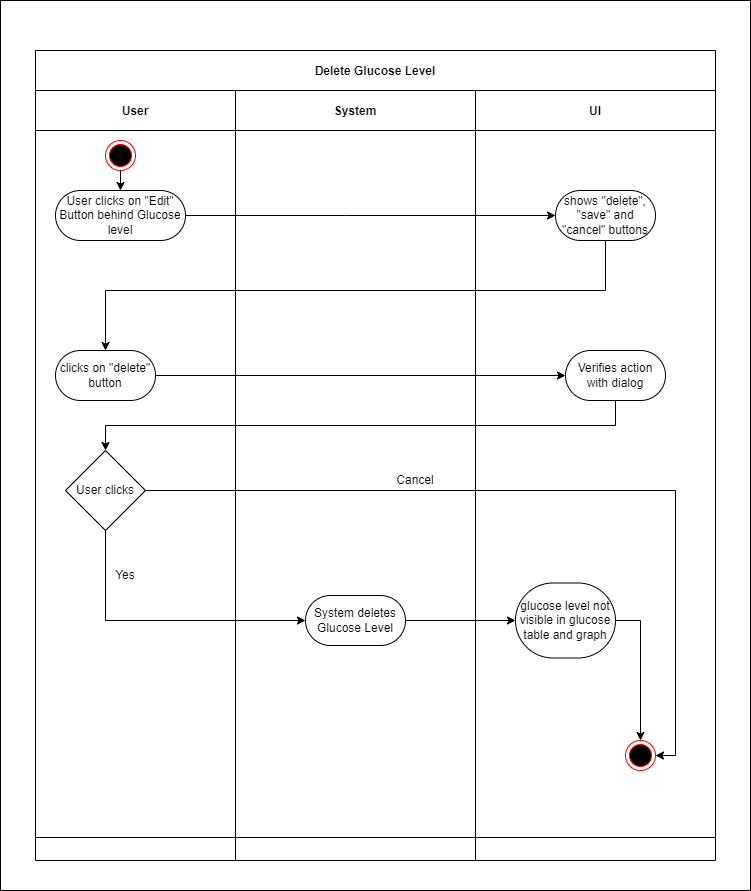 Delete Glucose Level
User
System
UI
User clicks on "Edit"
Button behind Glucose
level
shows "delete",
"save" and
"cancel" buttons
clicks on "delete"
button
Verifies action
with dialog
User clicks
Cancel
Yes
System deletes
Glucose Level
glucose level not
visible in glucose
table and graph